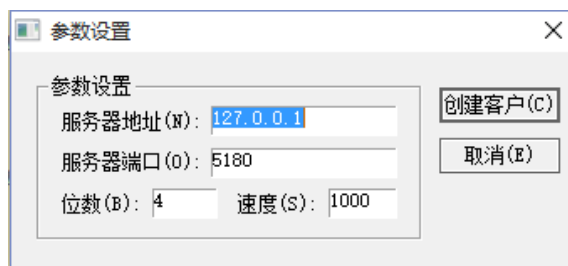 参数设置
参数设置
服务器地址(N): 127.0.0.1
创建客户(C)
服务器端口(O): 5180
取消(E)
位数(B): 4 速度(S): 1000